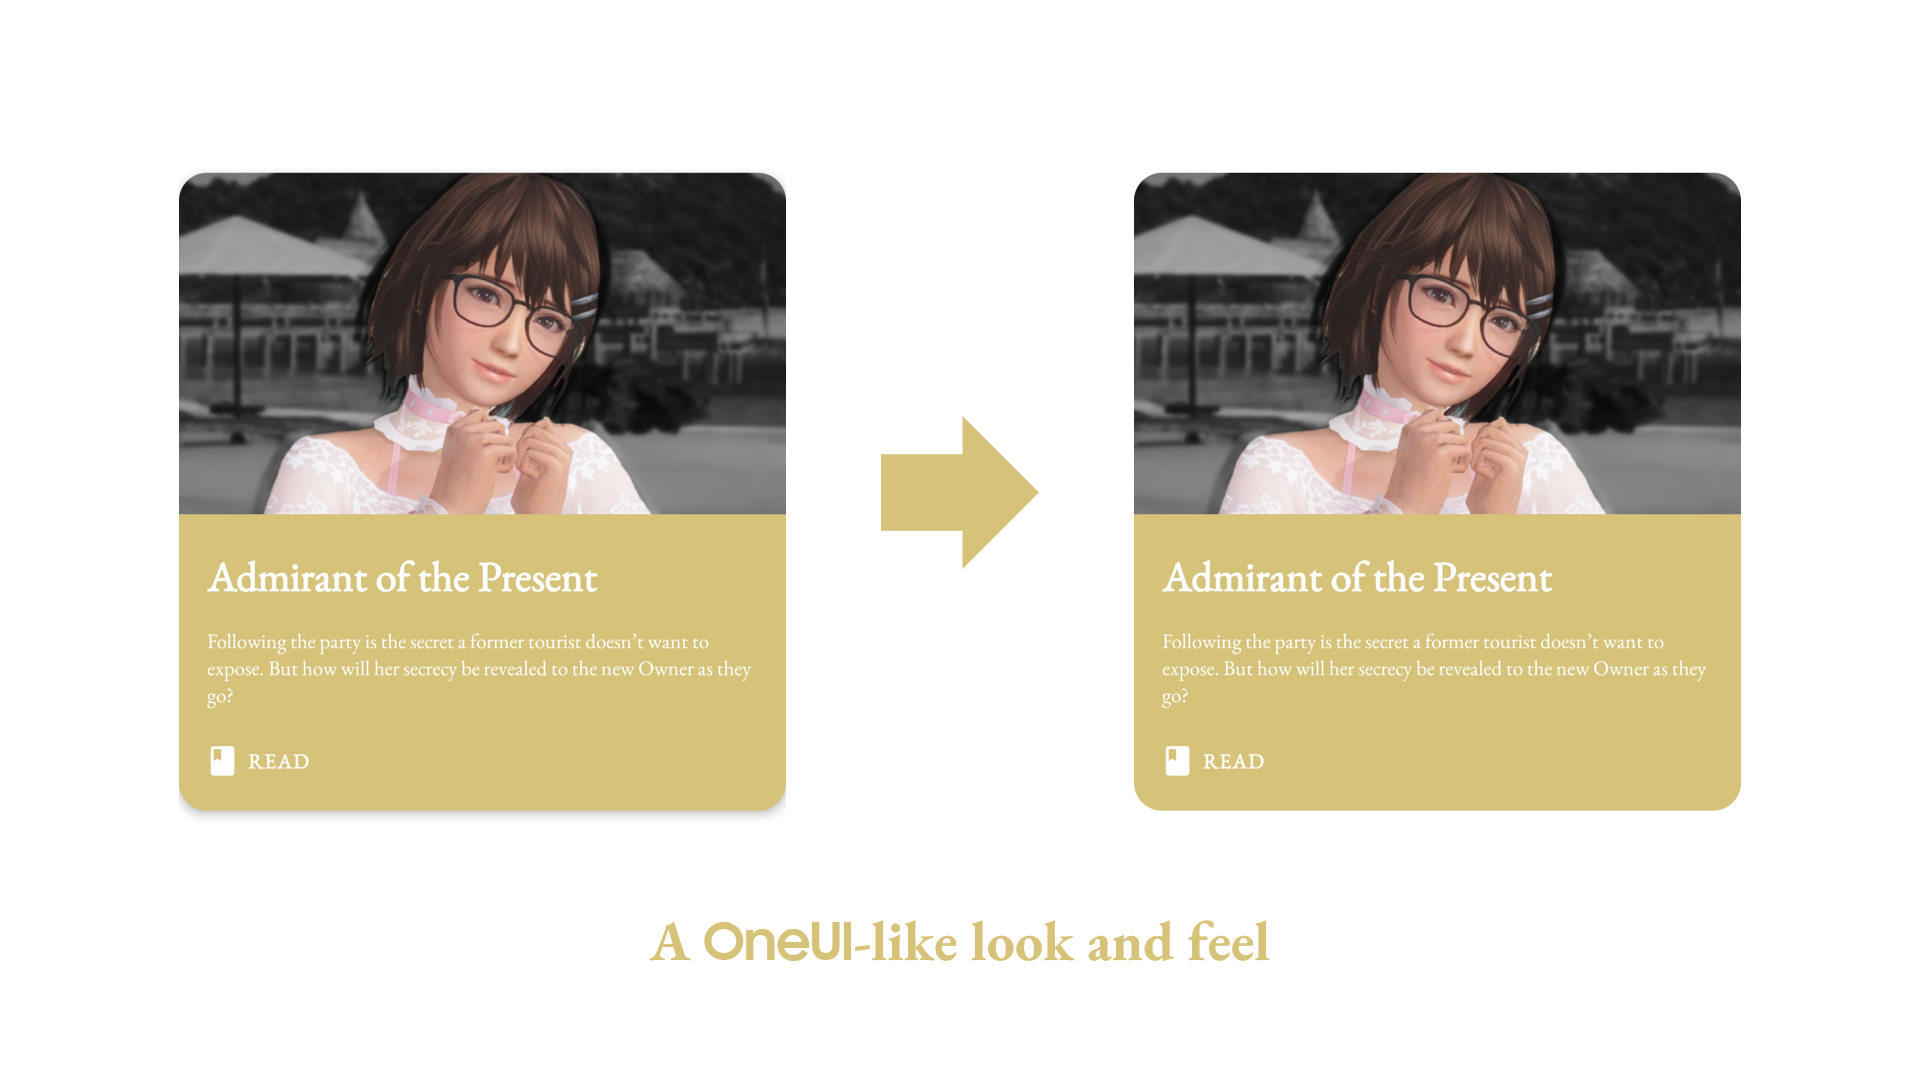 Admirant of the Present
Following the party is the secret a former tourist doesn’t want to
expose. But how will her secrecy be revealed to the new Owner as they
go?
READ
Admirant of the Present
Following the party is the secret a former tourist doesn’t want to
expose. But how will her secrecy be revealed to the new Owner as they
go?
READ
A OneUI-like look and feel